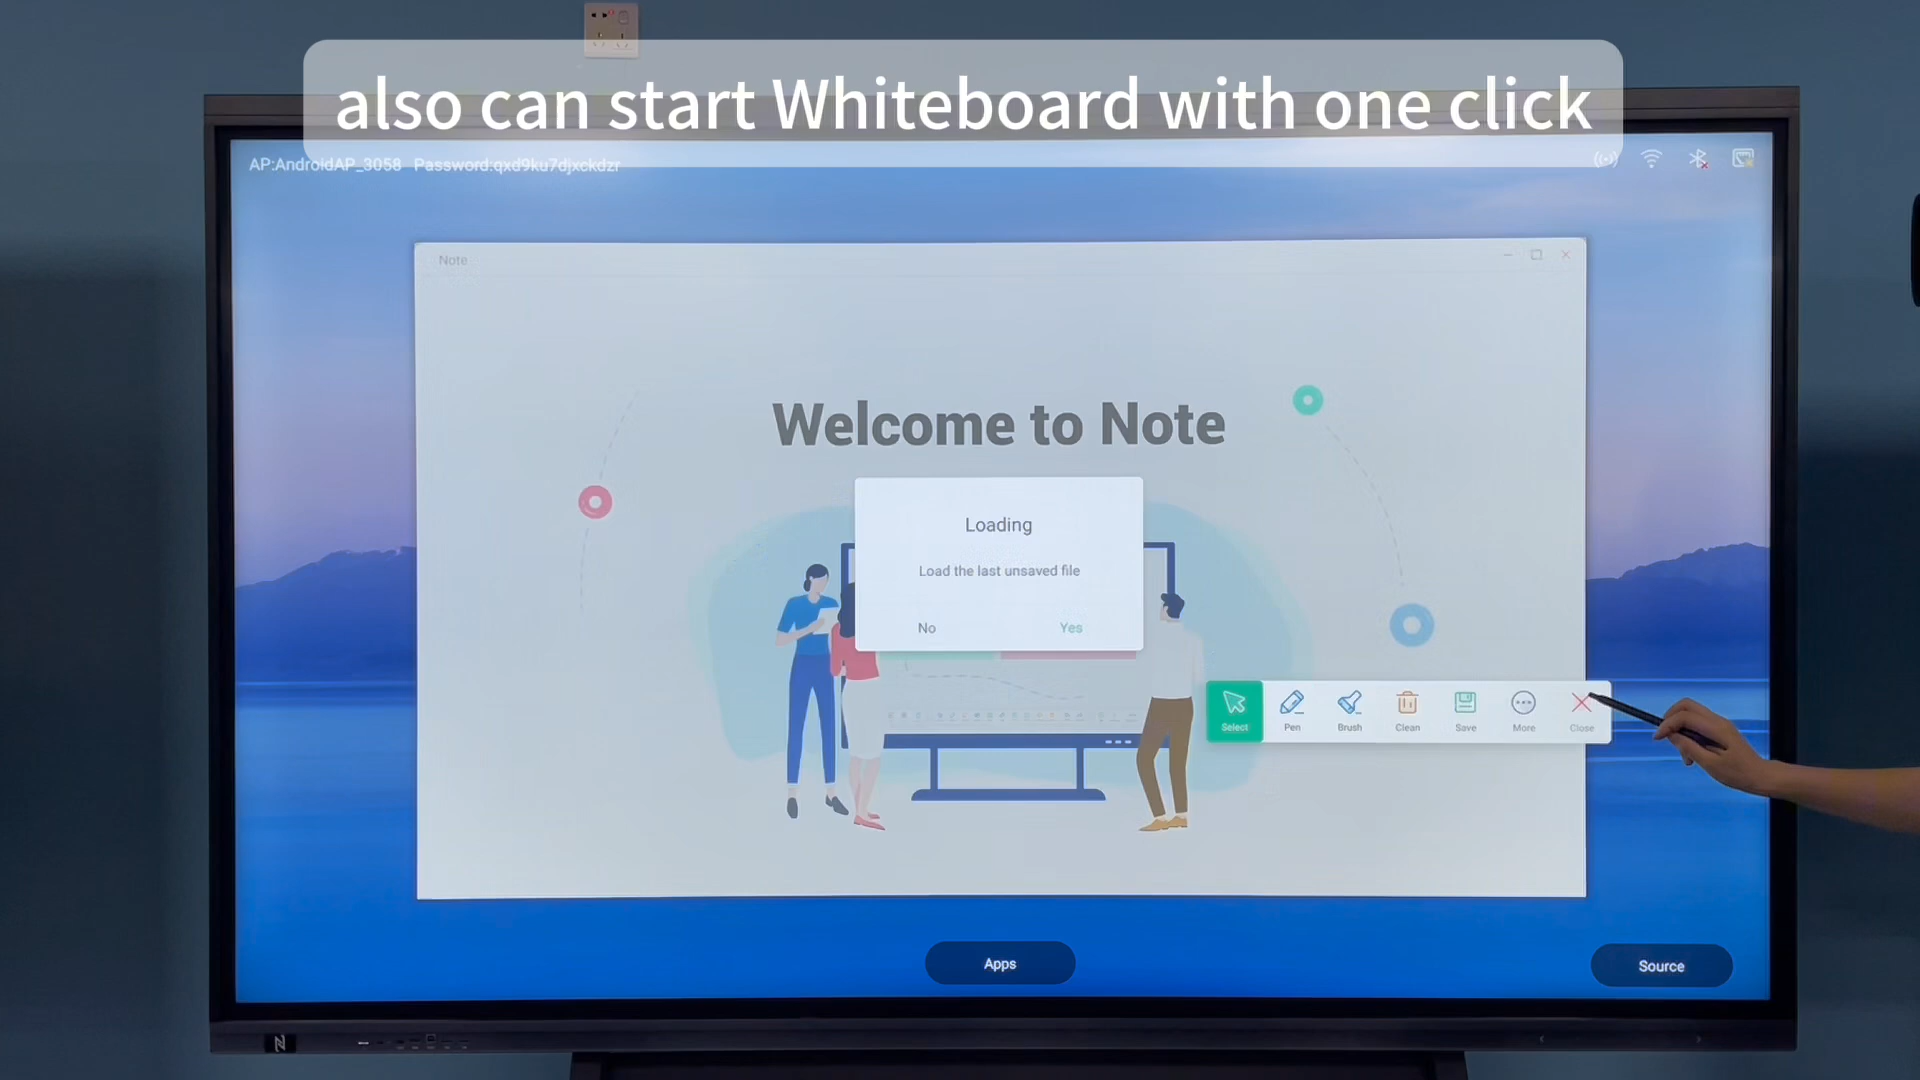 also can start Whiteboard with one click
AP:AndroidAP_3058 Password:qxd9ku7djxckdzr
Note
Welcome to Note
Loading
Load the last unsaved file
No Yes
Select Pen Brush Clean Save More Close
Apps Source